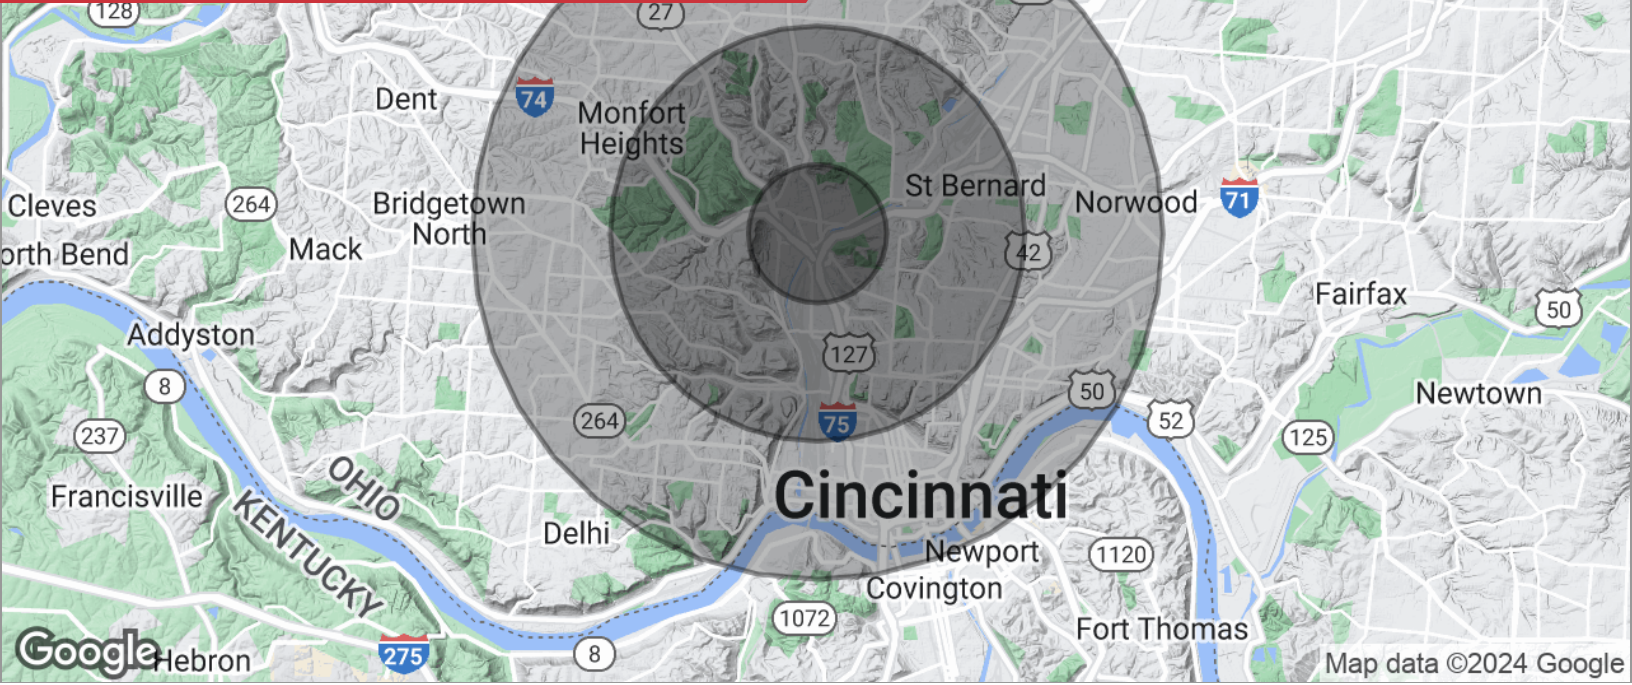 128
27
Dent
74
Monfort
Heights
St Bernard
Cleves
264
Bridgetown
North
Norwood
71
orth Bend
Mack
42
Fairfax
50
Addyston
127
8
50
Newtown
264
75
52
237
125
OHIO
Francisville
KENTUCKY
Cincinnati
Delhi
Newport
1120
Covington
1072
Fort Thomas
Google
Hebron
275
8
Map data ©2024 Google